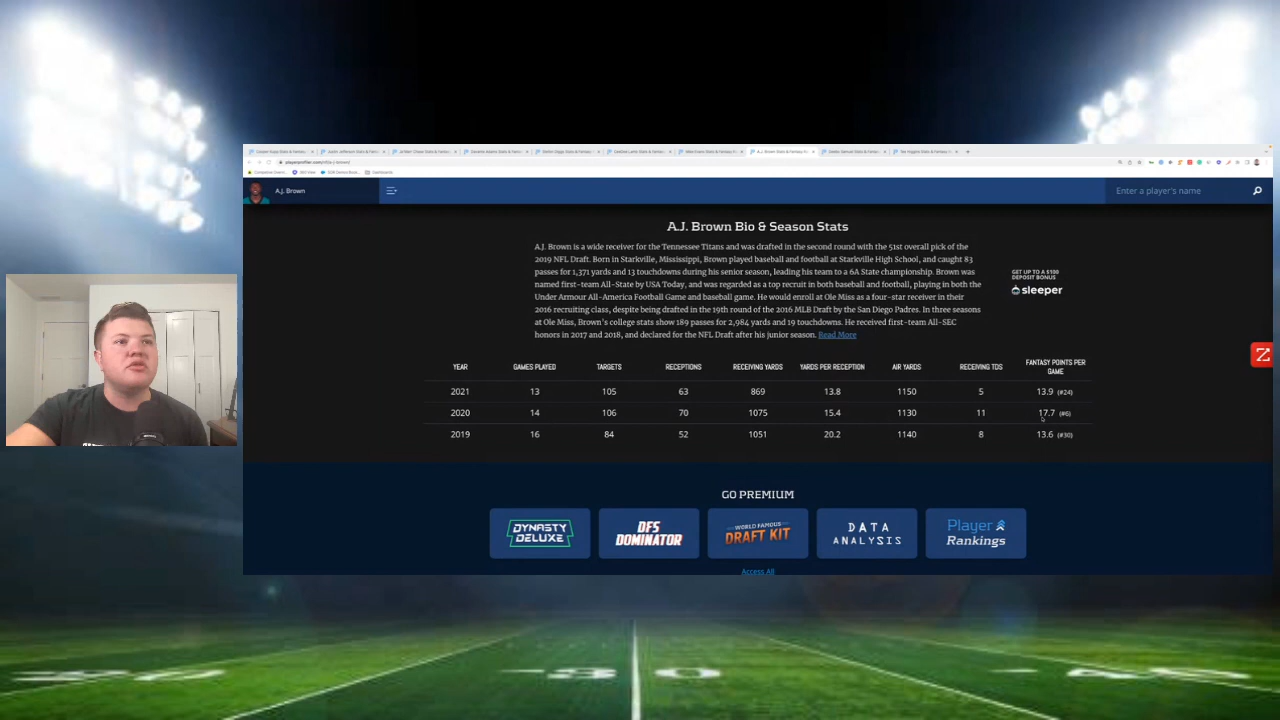 A.J. Brown
Enter a player's name
A.J. Brown Bio & Season Stats
A.J. Brown is a wide receiver for the Tennessee Titans and was drafted in the second round with the 51st overall pick of the
2019 NFL Draft. Born in Starkville, Mississippi, Brown played baseball and football at Starkville High School, and caught 83
passes for 1,371 yards and 13 touchdowns during his senior season, leading his team to a 6A State championship. Brown was
named first-team All-State by USA Today, and was regarded as a top recruit in both baseball and football, playing in both the
Under Armour All-America Football Game and baseball game. He would enroll at Ole Miss as a four-star receiver in their
2016 recruiting class, despite being drafted in the 19th round of the 2016 MLB Draft by the San Diego Padres. In three seasons
at Ole Miss, Brown's college stats show 189 passes for 2,984 yards and 19 touchdowns. He received first-team All-SEC
honors in 2017 and 2018, and declared for the NFL Draft after his junior season. Read More
GET UP TO A $100
DEPOSIT BONUS
sleeper
YEAR GAMES PLAYED TARGETS RECEPTIONS RECEIVING YARDS YARDS PER RECEPTION AIR YARDS RECEIVING TDS FANTASY POINTS PER GAME
2021 13 105 63 869 13.8 1150 5 13.9 (#24)
2020 14 106 70 1075 15.4 1130 11 17.7 (#6)
2019 16 84 52 1051 20.2 1140 8 13.6 (#30)
GO PREMIUM
DYNASTY
DELUXE
DFS
DOMINATOR
WORLD FAMOUS
DRAFT KIT
DATA
ANALYSIS
Player
Rankings
Access All